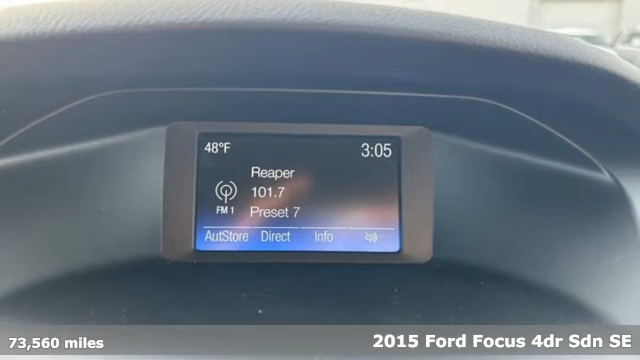 48°F 3:05
Reaper
101.7
FM 1 Preset 7
AutStore Direct Info
73,560 miles 2015 Ford Focus 4dr Sdn SE